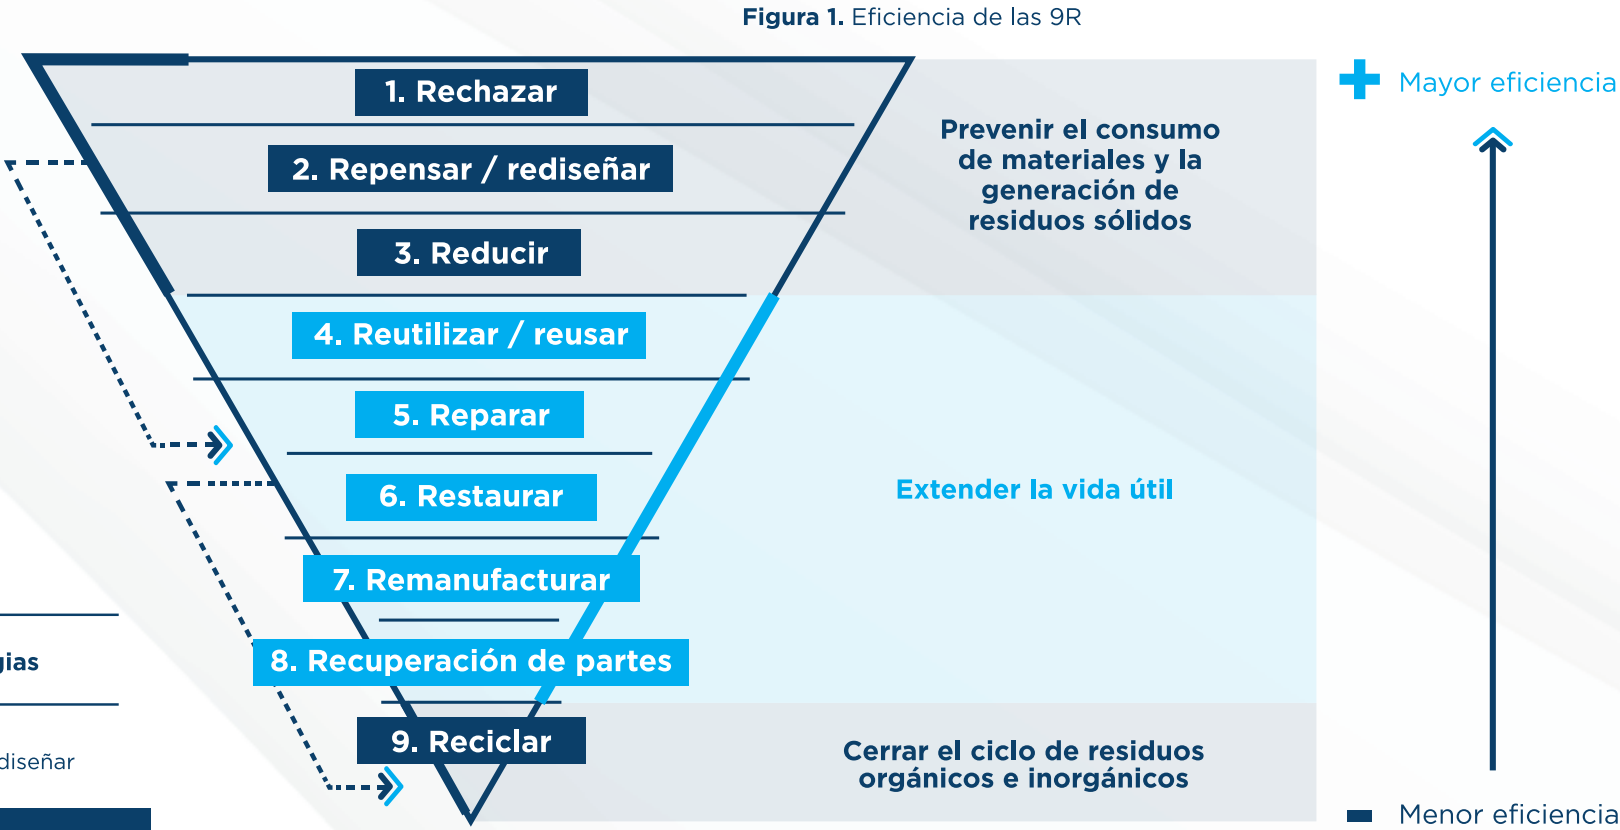 Figura 1. Eficiencia de las 9R
1. Rechazar
2. Repensar / rediseñar
3. Reducir
4. Reutilizar / reusar
5. Reparar
6. Restaurar
7. Remanufacturar
8. Recuperación de partes
9. Reciclar
Prevenir el consumo
de materiales y la
generación de
residuos sólidos
Extender la vida útil
Cerrar el ciclo de residuos
orgánicos e inorgánicos
Mayor eficiencia
Menor eficiencia